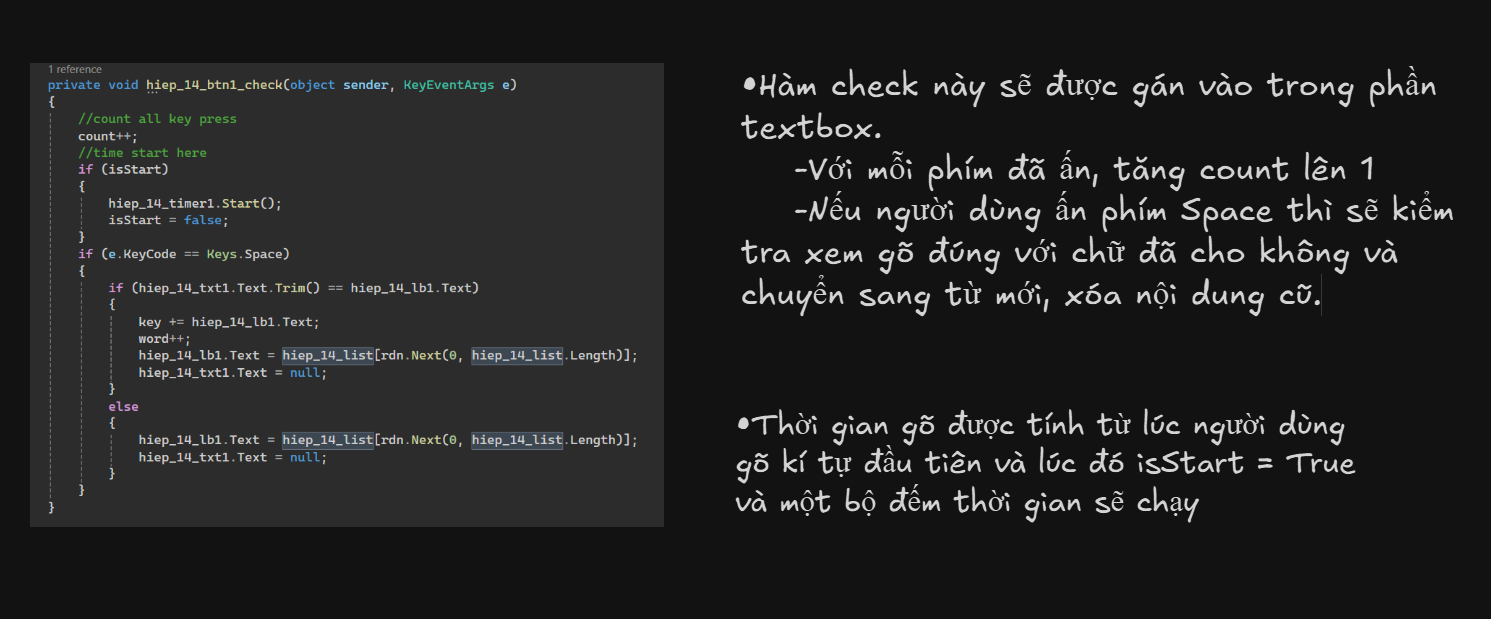 1 reference
private void hiep_14_btn1_check(object sender, KeyEventArgs e)
{
//count all key press
count++;
//time start here
if (isStart)
{
hiep_14_timer1.Start();
isStart = false;
}
if (e.KeyCode == Keys.Space)
{
if (hiep_14_txt1.Text.Trim() == hiep_14_lb1.Text)
{
key += hiep_14_lb1.Text;
word++;
hiep_14_lb1.Text = hiep_14_list[rdn.Next(0, hiep_14_list.Length)];
hiep_14_txt1.Text = null;
}
else
{
hiep_14_lb1.Text = hiep_14_list[rdn.Next(0, hiep_14_list.Length)];
hiep_14_txt1.Text = null;
}
}
}
•Hàm check này sẽ được gán vào trong phần
textbox.
-Với mỗi phím đã ấn, tăng count lên 1
-Nếu người dùng ấn phím Space thì sẽ kiểm
tra xem gõ đúng với chữ đã cho không và
chuyển sang từ mới, xóa nội dung cũ.
•Thời gian gõ được tính từ lúc người dùng
gõ kí tự đầu tiên và lúc đó isStart = True
và một bộ đếm thời gian sẽ chạy